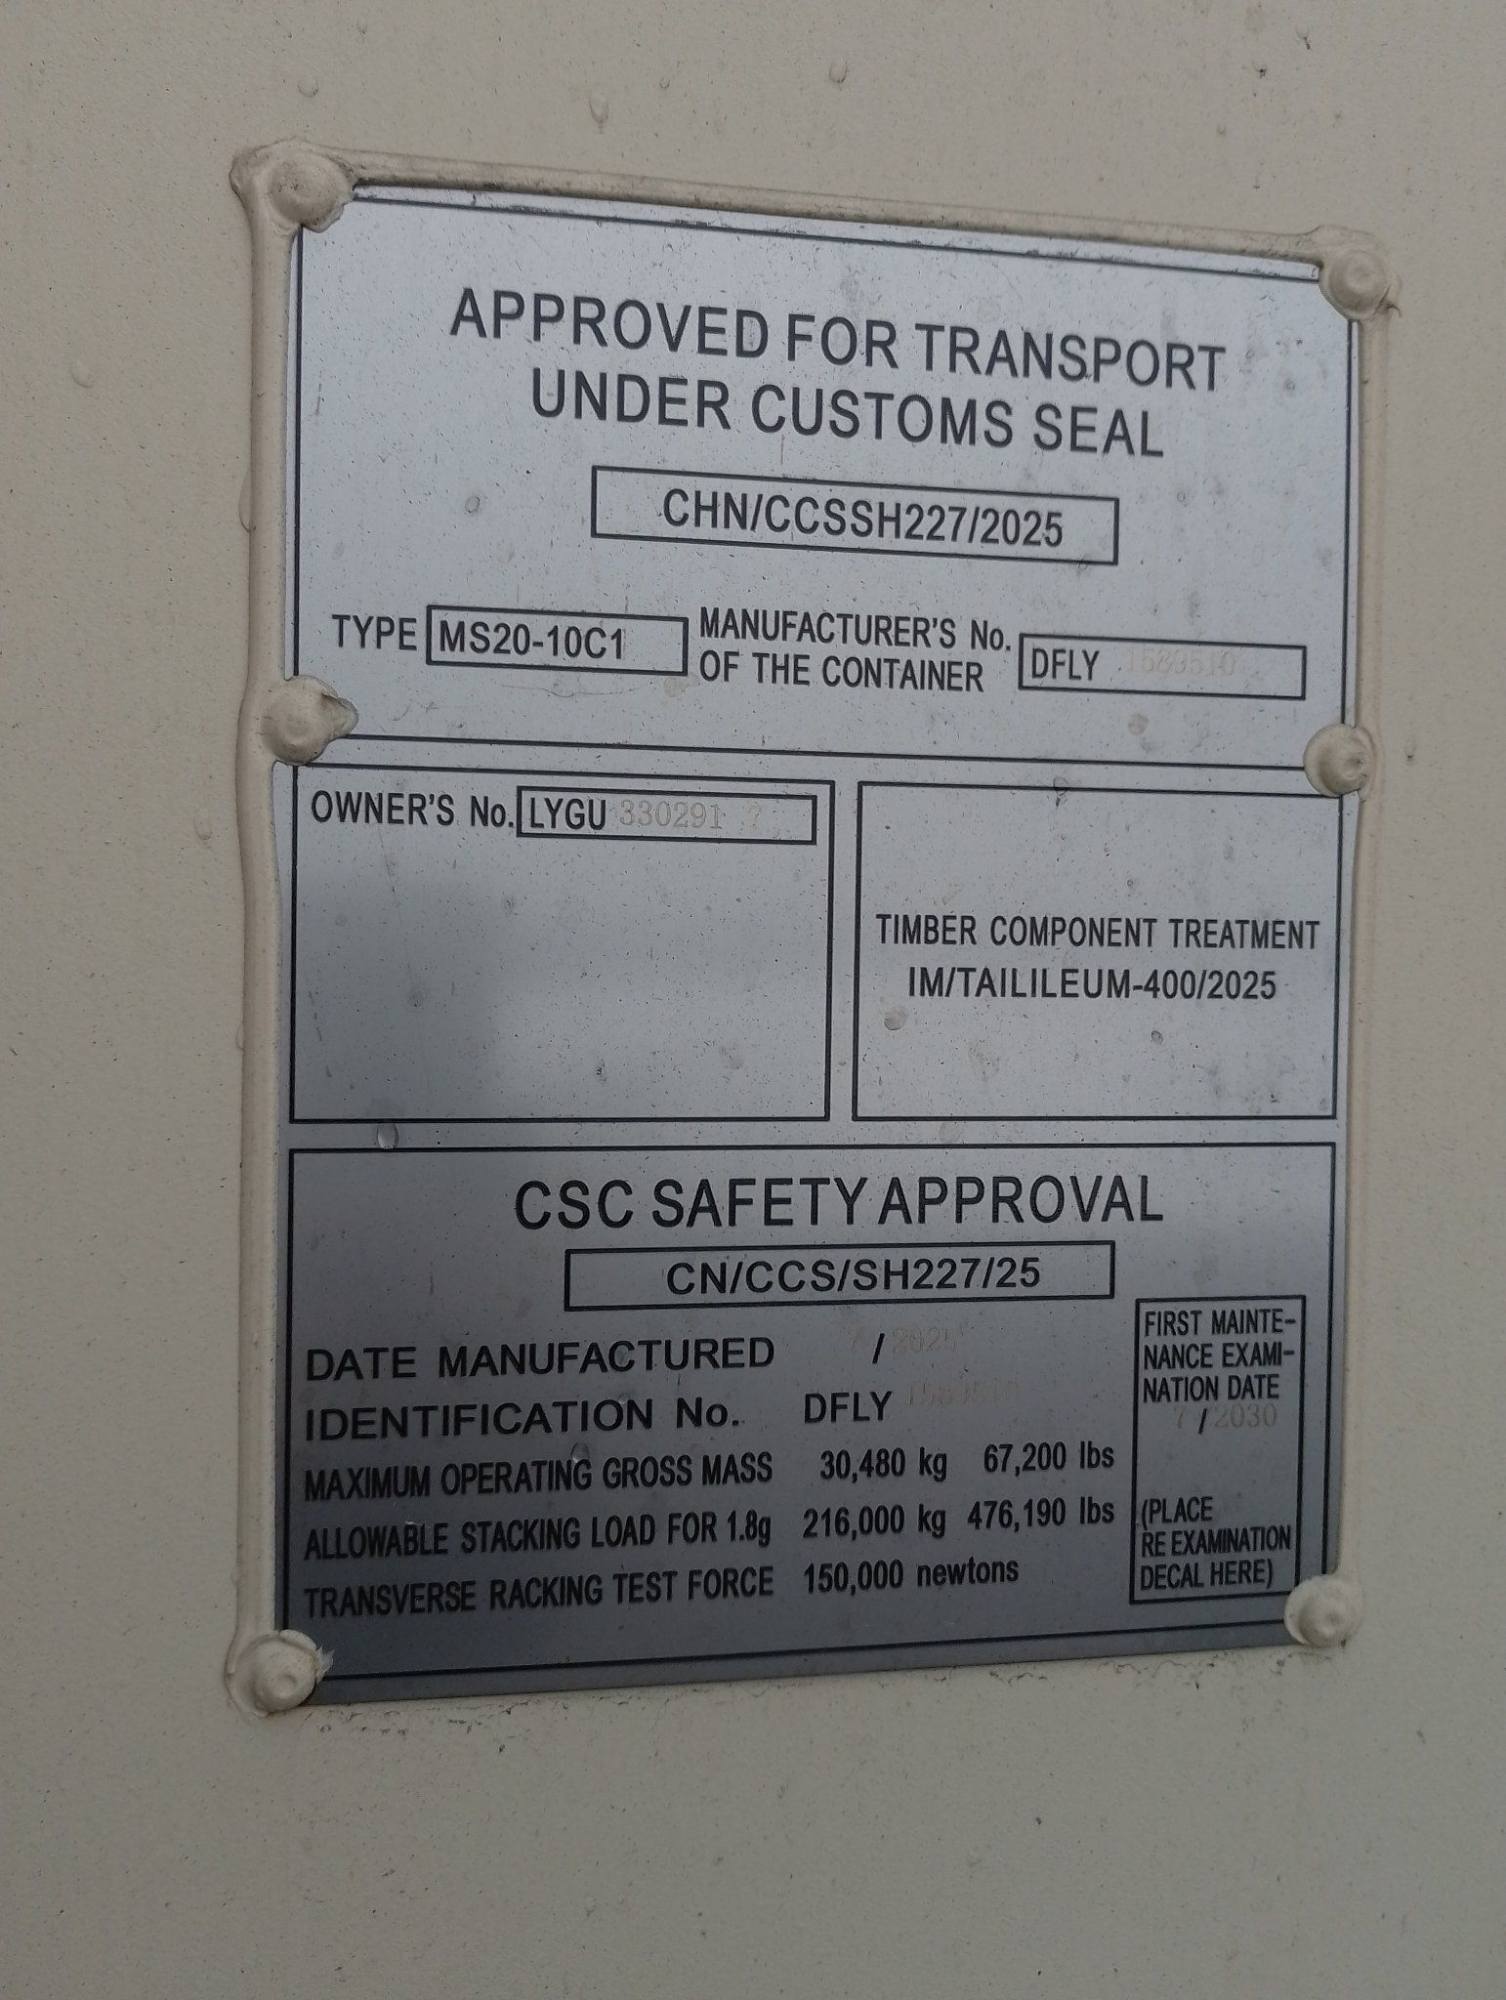 APPROVED FOR TRANSPORT
UNDER CUSTOMS SEAL
CHN/CCSSH227/2025
TYPE MS20-10C1
MANUFACTURER'S No.
OF THE CONTAINER
DFLY
OWNER'S No. LYGU 330291
TIMBER COMPONENT TREATMENT
IM/TAILILEUM-400/2025
CSC SAFETY APPROVAL
CN/CCS/SH227/25
DATE MANUFACTURED / 2025
IDENTIFICATION No. DFLY
MAXIMUM OPERATING GROSS MASS 30,480 kg 67,200 lbs
ALLOWABLE STACKING LOAD FOR 1.8g 216,000 kg 476,190 lbs
TRANSVERSE RACKING TEST FORCE 150,000 newtons
FIRST MAINTE-
NANCE EXAMI-
NATION DATE
7 / 2030
(PLACE
RE EXAMINATION
DECAL HERE)